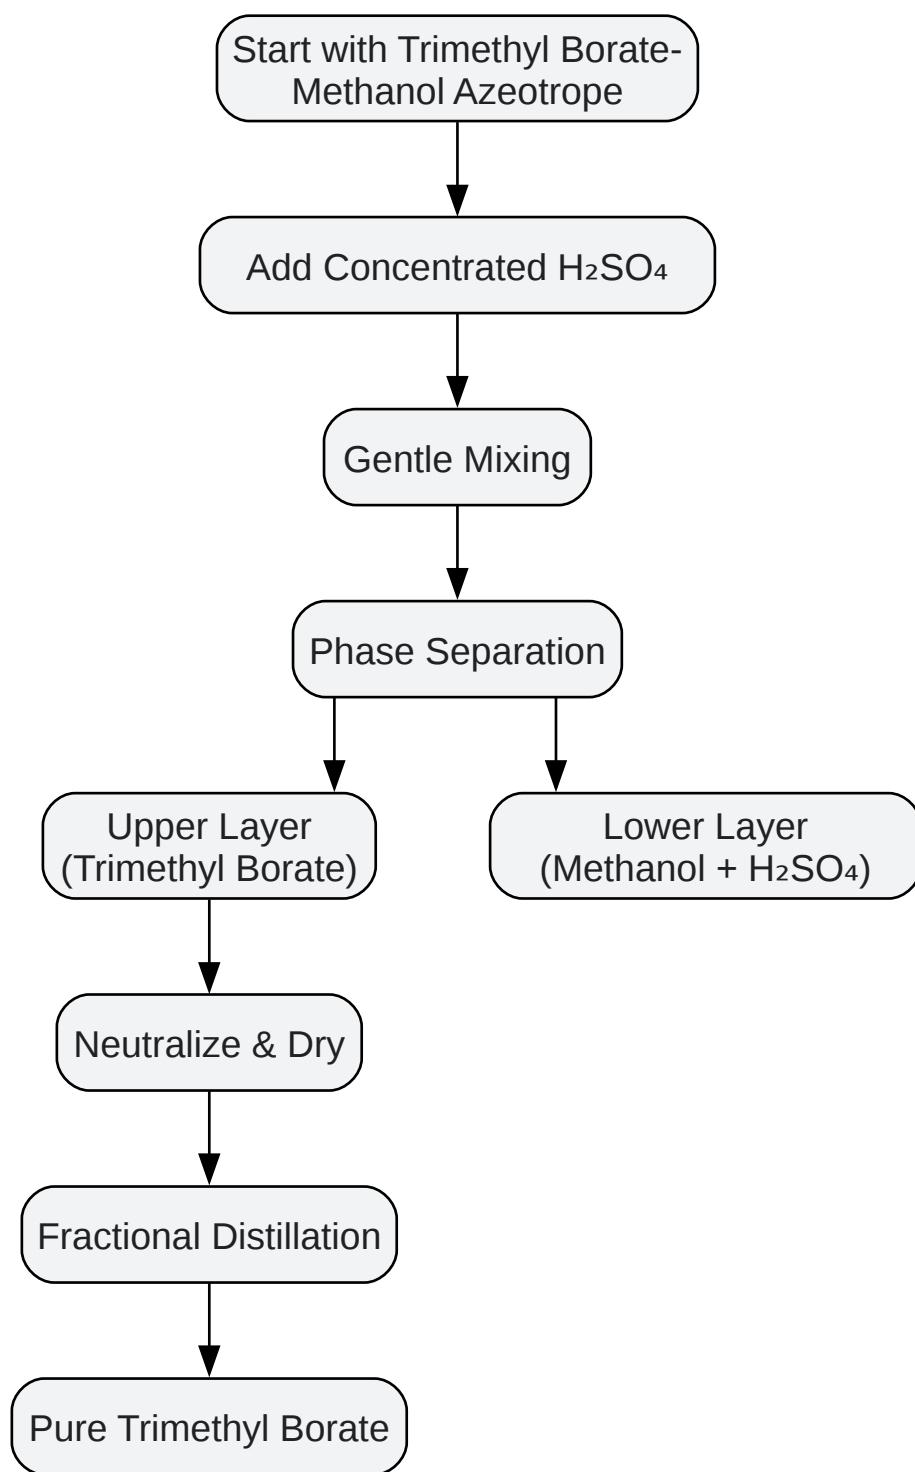 Start with Trimethyl Borate-
Methanol Azeotrope
Add Concentrated H₂SO₄
Gentle Mixing
Phase Separation
Upper Layer
(Trimethyl Borate)
Lower Layer
(Methanol + H₂SO₄)
Neutralize & Dry
Fractional Distillation
Pure Trimethyl Borate